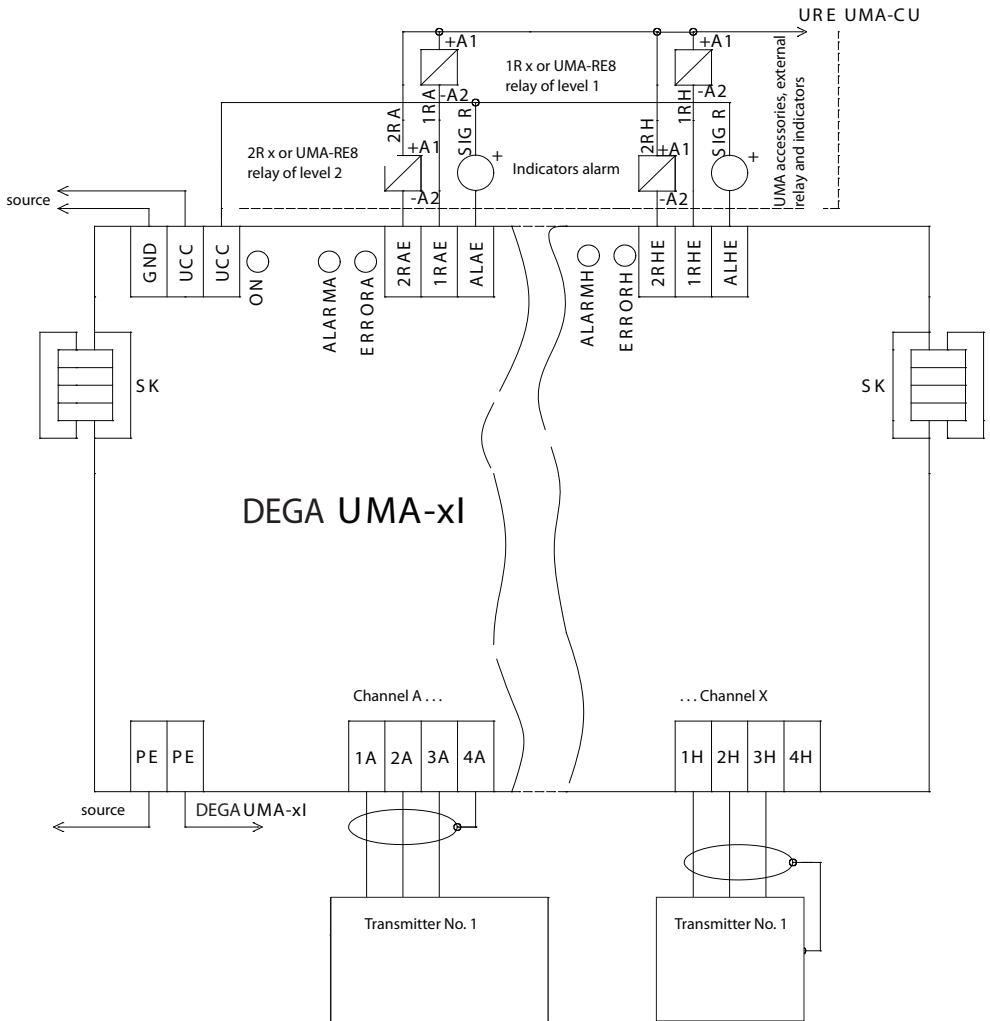 URE UMA-CU
+A1
1R x or UMA-RE8
relay of level 1
+A1
-A2
-A2
2RA
1RA
SIG R
2RH
1RH
SIG R
UMA accessories, external
relay and indicators
2R x or UMA-RE8
relay of level 2
+A1
+
Indicators alarm
+A1
+
-A2
-A2
source
GND
UCC
UCC
ON
ALARMA
ERRORA
2RAE
1RAE
ALAE
ALARMH
ERRORH
2RHE
1RHE
ALHE
SK
SK
DEGA UMA-xI
Channel A ...
... Channel X
PE
PE
1A
2A
3A
4A
1H
2H
3H
4H
source
DEGA UMA-xI
Transmitter No. 1
Transmitter No. 1